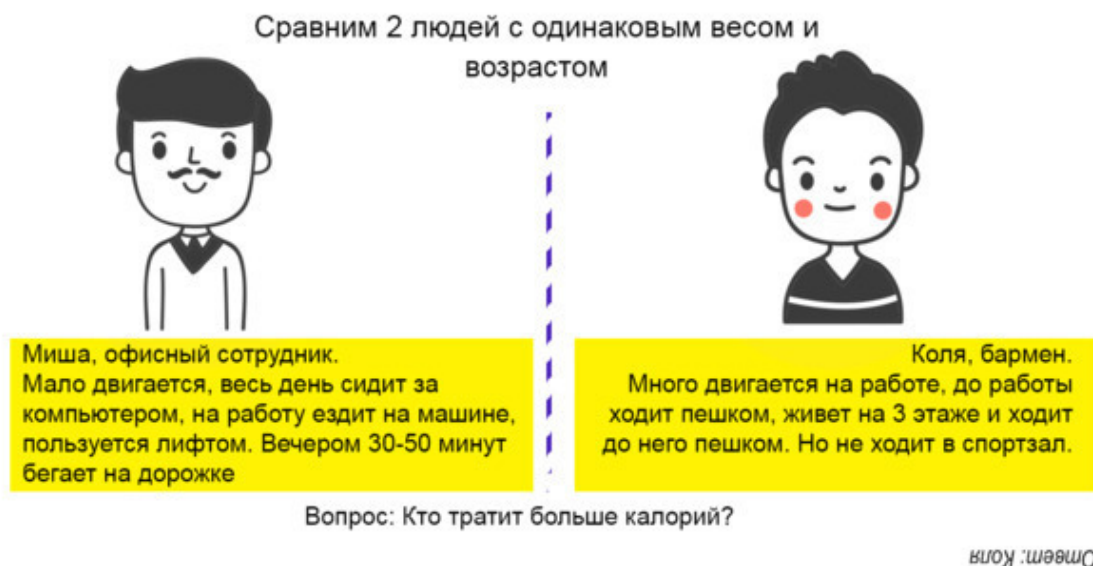 Сравним 2 людей с одинаковым весом и
возрастом
Миша, офисный сотрудник.
Мало двигается, весь день сидит за
компьютером, на работу ездит на машине,
пользуется лифтом. Вечером 30-50 минут
бегает на дорожке
Коля, бармен.
Много двигается на работе, до работы
ходит пешком, живет на 3 этаже и ходит
до него пешком. Но не ходит в спортзал.
Вопрос: Кто тратит больше калорий?
Ответ: Коля